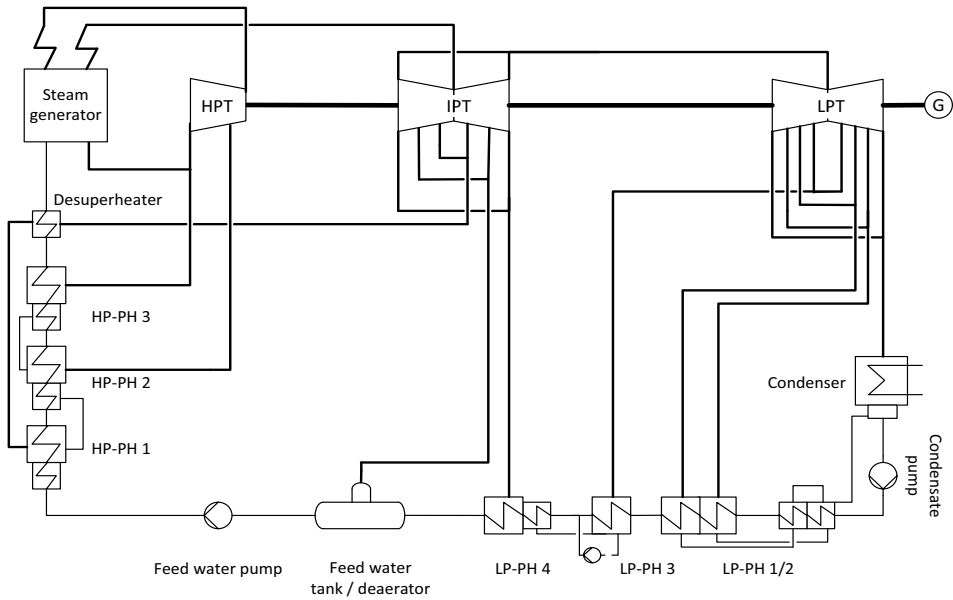 Steam
generator
HPT
IPT
LPT
G
Desuperheater
HP-PH 3
HP-PH 2
HP-PH 1
Condenser
Condensate
pump
Feed water pump
Feed water
tank / deaerator
LP-PH 4
LP-PH 3
LP-PH 1/2